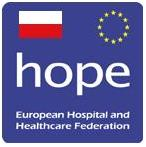 hope
European Hospital and
Healthcare Federation